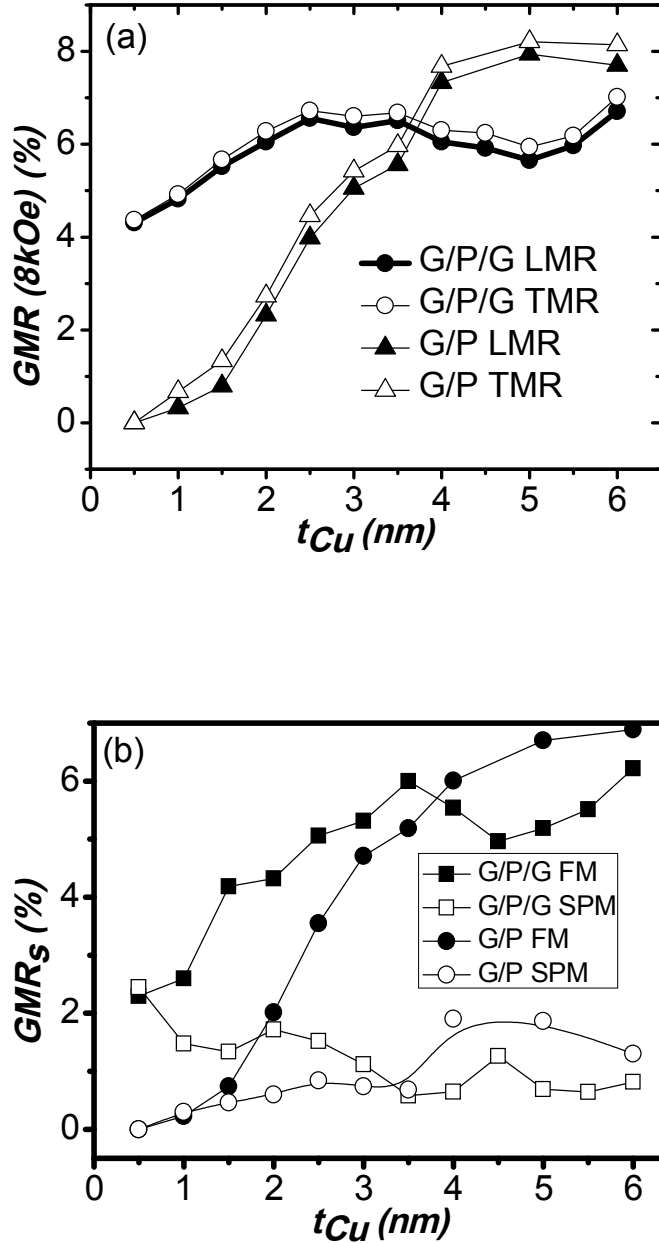 (a)
8
6
4
2
0
GMR (8kOe) (%)
G/P/G LMR
G/P/G TMR
G/P LMR
G/P TMR
0 1 2 3 4 5 6
tCu (nm)
(b)
6
4
2
0
GMRS (%)
G/P/G FM
G/P/G SPM
G/P FM
G/P SPM
0 1 2 3 4 5 6
tCu (nm)